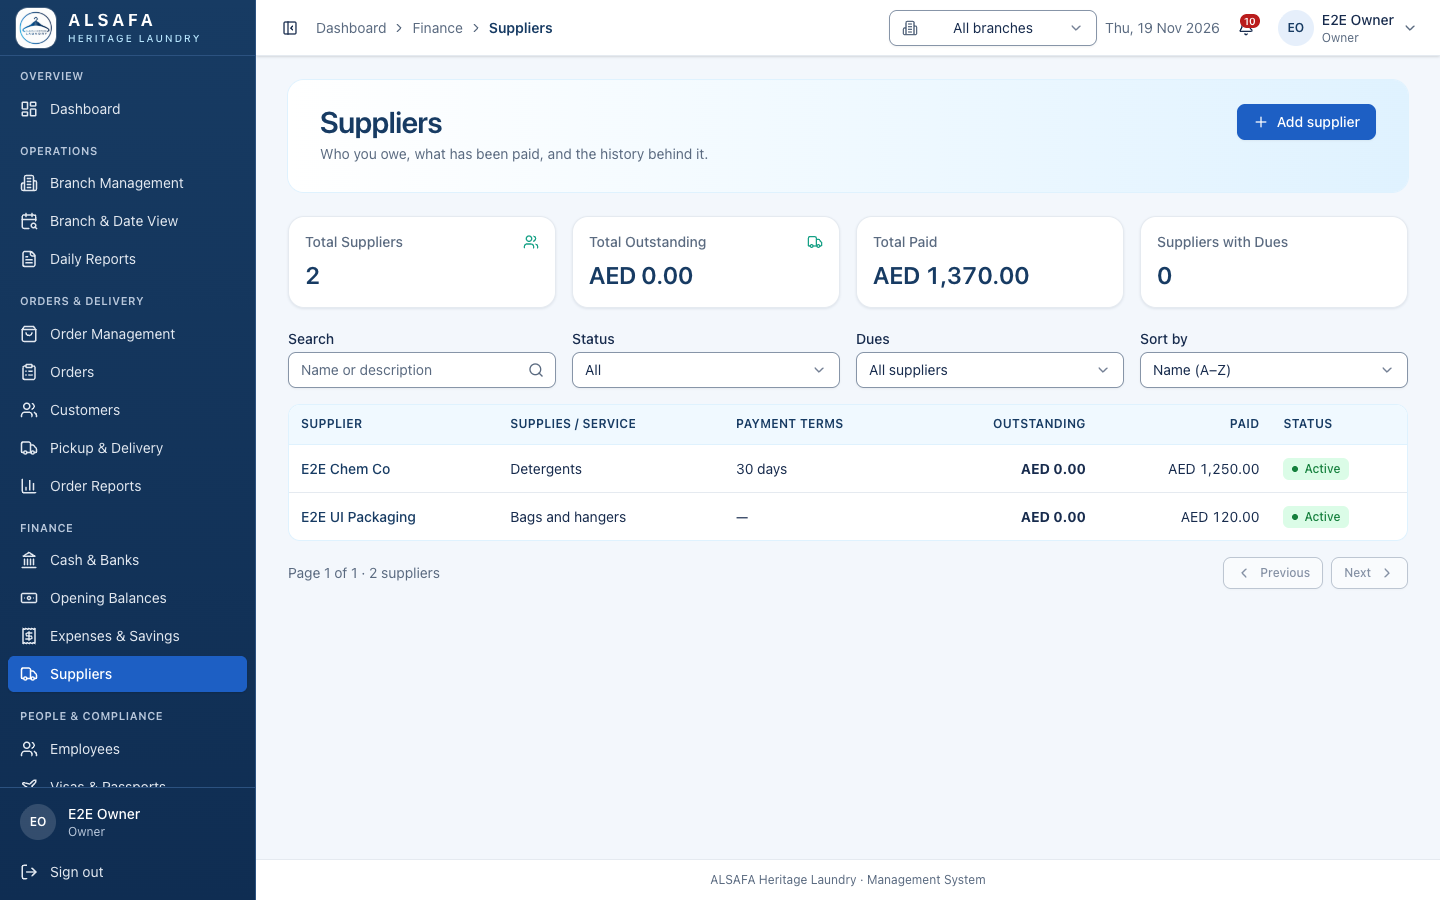 ALSAFA
HERITAGE LAUNDRY
OVERVIEW
Dashboard
OPERATIONS
Branch Management
Branch & Date View
Daily Reports
ORDERS & DELIVERY
Order Management
Orders
Customers
Pickup & Delivery
Order Reports
FINANCE
Cash & Banks
Opening Balances
Expenses & Savings
Suppliers
PEOPLE & COMPLIANCE
Employees
Visas & Passports
EO
E2E Owner
Owner
Sign out
Dashboard > Finance > Suppliers
All branches
Thu, 19 Nov 2026
10
EO
E2E Owner
Owner
Suppliers
Who you owe, what has been paid, and the history behind it.
+ Add supplier
Total Suppliers
2
Total Outstanding
AED 0.00
Total Paid
AED 1,370.00
Suppliers with Dues
0
Search
Name or description
Status
All
Dues
All suppliers
Sort by
Name (A–Z)
SUPPLIER SUPPLIES / SERVICE PAYMENT TERMS OUTSTANDING PAID STATUS
E2E Chem Co Detergents 30 days AED 0.00 AED 1,250.00 Active
E2E UI Packaging Bags and hangers — AED 0.00 AED 120.00 Active
Page 1 of 1 · 2 suppliers
Previous
Next
ALSAFA Heritage Laundry · Management System